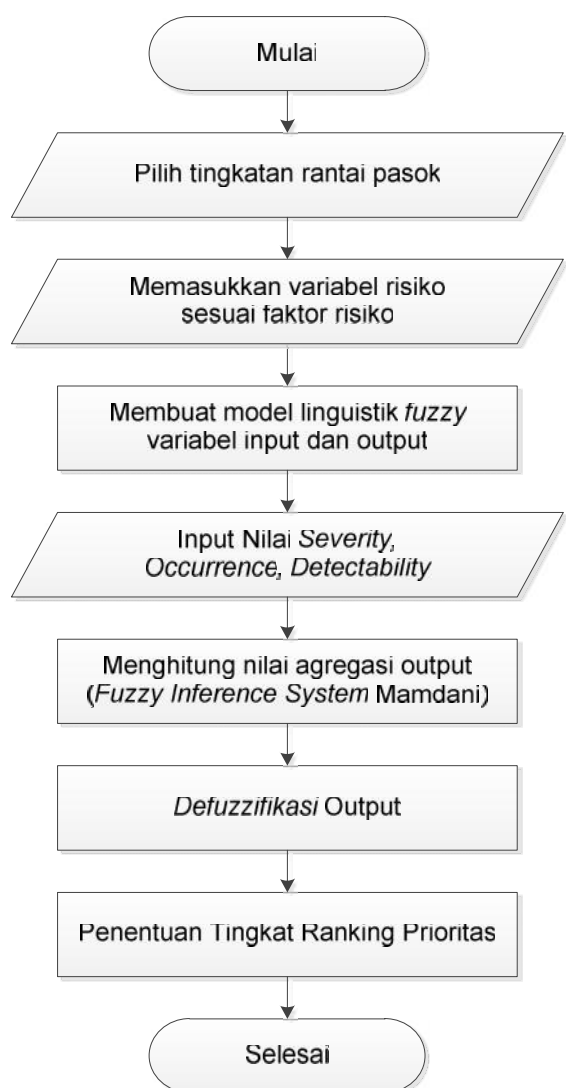 Mulai
Pilih tingkatan rantai pasok
Memasukkan variabel risiko
sesuai faktor risiko
Membuat model linguistik fuzzy
variabel input dan output
Input Nilai Severity,
Occurrence, Detectability
Menghitung nilai agregasi output
(Fuzzy Inference System Mamdani)
Defuzzifikasi Output
Penentuan Tingkat Ranking Prioritas
Selesai